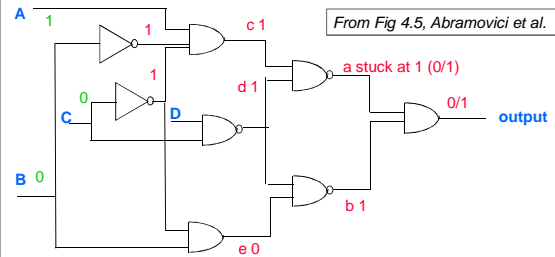 A
1
1
c 1
From Fig 4.5, Abramovici et al.
1
a stuck at 1 (0/1)
0
d 1
0/1
C
D
output
B 0
b 1
e 0